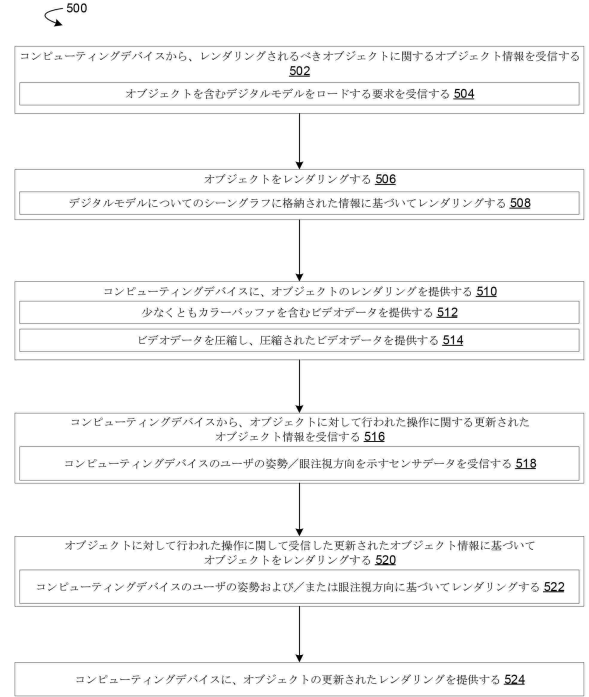 500
コンピューティングデバイスから、レンダリングされるべきオブジェクトに関するオブジェクト情報を受信する
502
オブジェクトを含むデジタルモデルをロードする要求を受信する 504
オブジェクトをレンダリングする 506
デジタルモデルについてのシーングラフに格納された情報に基づいてレンダリングする 508
コンピューティングデバイスに、オブジェクトのレンダリングを提供する 510
少なくともカラーバッファを含むビデオデータを提供する 512
ビデオデータを圧縮し、圧縮されたビデオデータを提供する 514
コンピューティングデバイスから、オブジェクトに対して行われた操作に関する更新された
オブジェクト情報を受信する 516
コンピューティングデバイスのユーザの姿勢／眼注視方向を示すセンサデータを受信する 518
オブジェクトに対して行われた操作に関して受信した更新されたオブジェクト情報に基づいて
オブジェクトをレンダリングする 520
コンピューティングデバイスのユーザの姿勢および／または眼注視方向に基づいてレンダリングする 522
コンピューティングデバイスに、オブジェクトの更新されたレンダリングを提供する 524